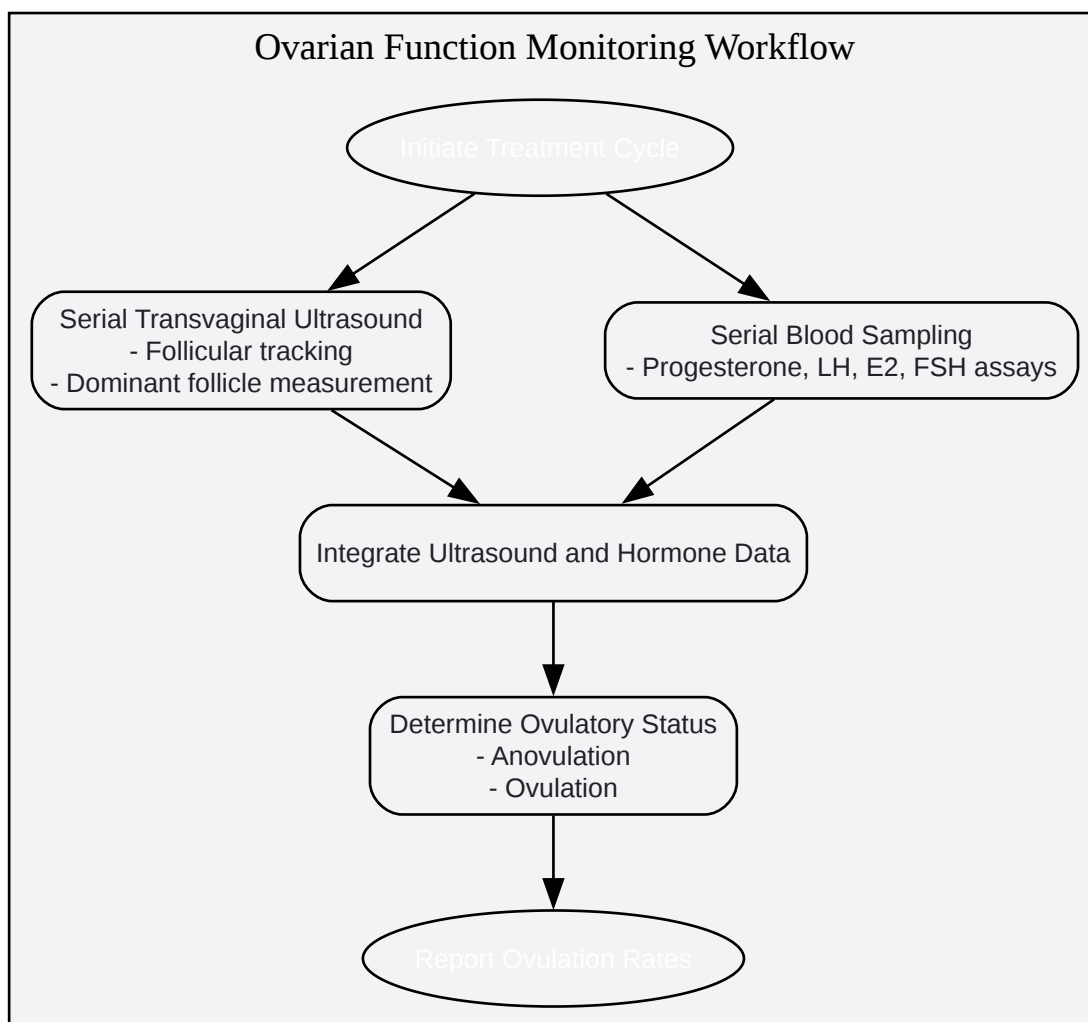 Ovarian Function Monitoring Workflow
Initiate Treatment Cycle
Serial Transvaginal Ultrasound
- Follicular tracking
- Dominant follicle measurement
Serial Blood Sampling
- Progesterone, LH, E2, FSH assays
Integrate Ultrasound and Hormone Data
Determine Ovulatory Status
- Anovulation
- Ovulation
Report Ovulation Rates